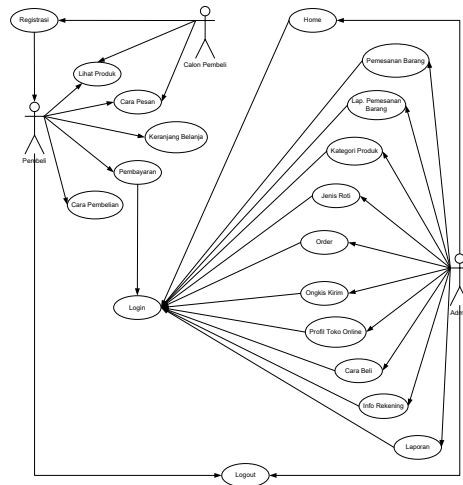 Registrasi
Home
Calon Pembeli
Lihat Produk
Pemesanan Barang
Cara Pesan
Lap. Pemesanan
Barang
Keranjang Belanja
Kategori Produk
Pembeli
Pembayaran
Jenis Roti
Cara Pembelian
Order
Ongkis Kirim
Login
Profil Toko Online
Cara Beli
Info Rekening
Laporan
Logout